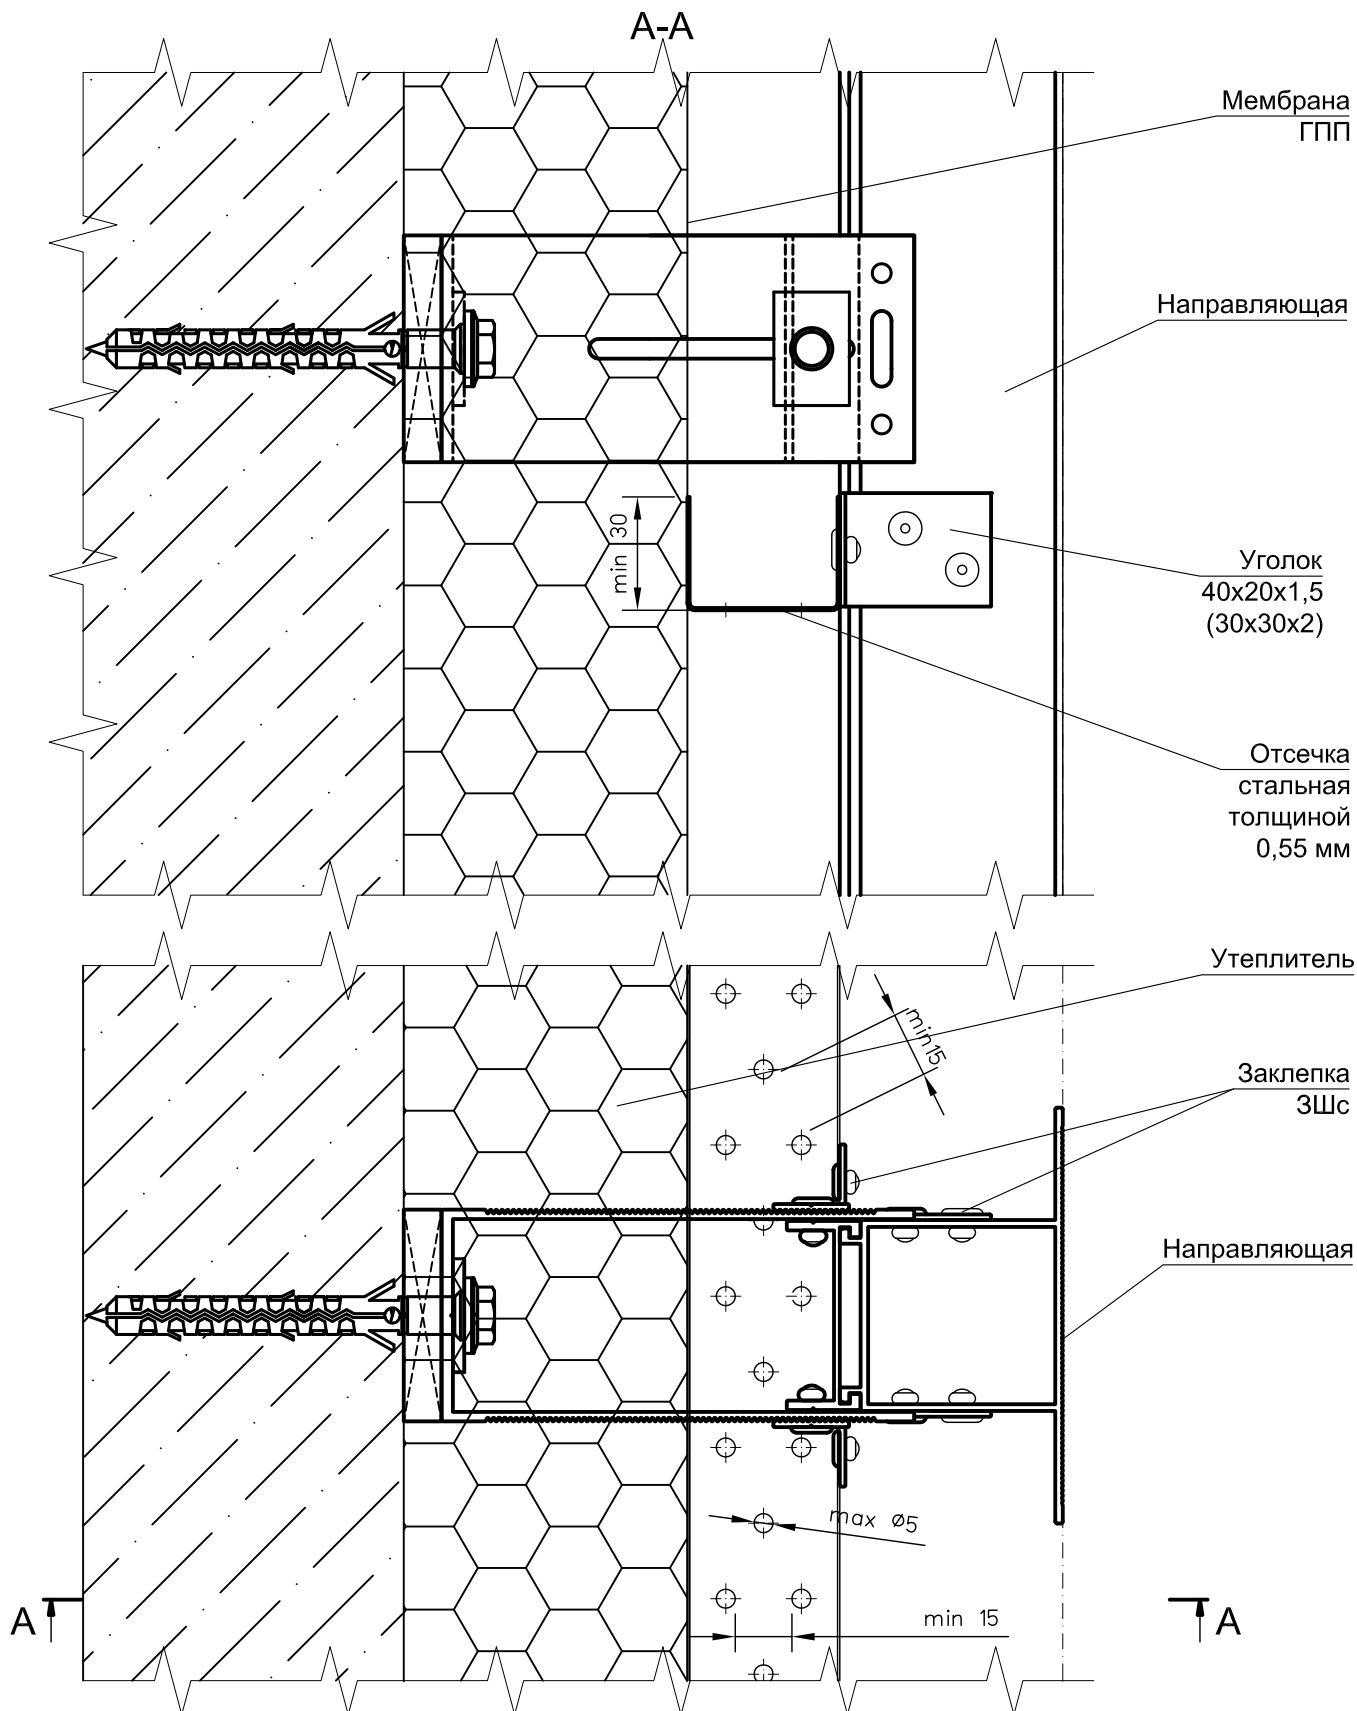 А-А
Мембрана
ГПП
Направляющая
min 30
Уголок
40х20х1,5
(30х30х2)
Отсечка
стальная
толщиной
0,55 мм
Утеплитель
min15
Заклепка
ЗШс
Направляющая
max ø5
А
min 15
А